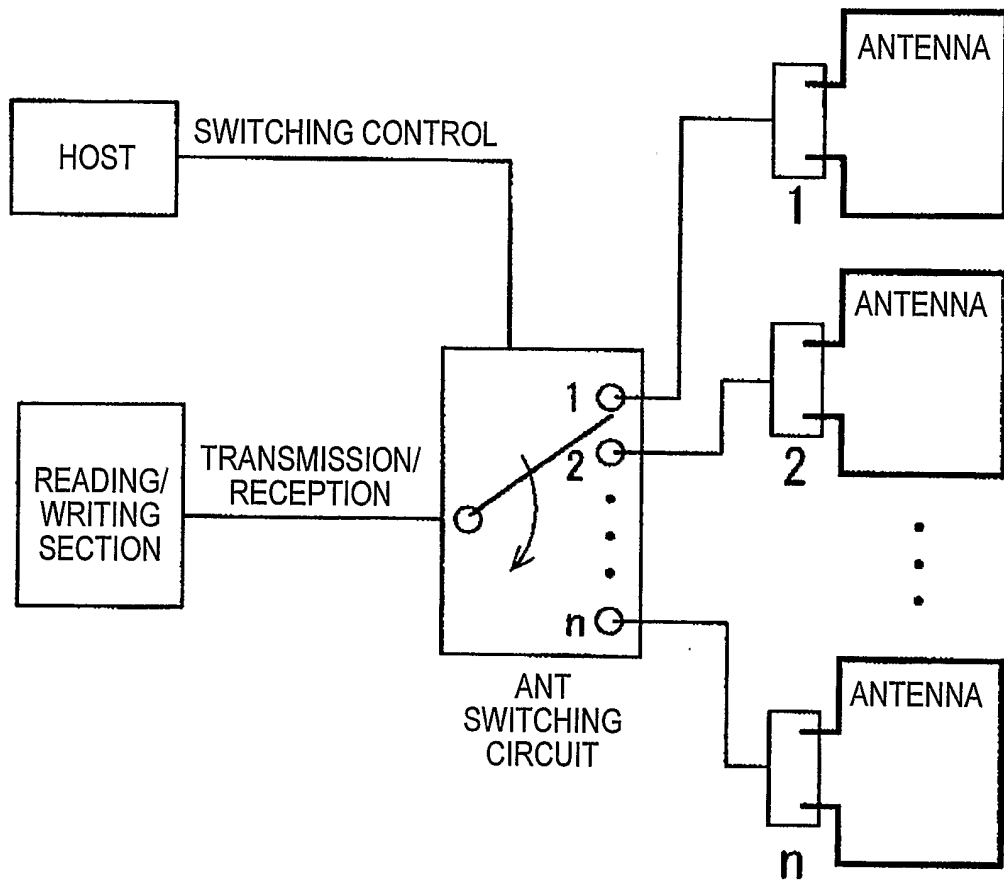 ANTENNA
HOST
SWITCHING CONTROL
1
ANTENNA
2
READING/
WRITING
SECTION
TRANSMISSION/
RECEPTION
1
2
n
ANT
SWITCHING
CIRCUIT
ANTENNA
n